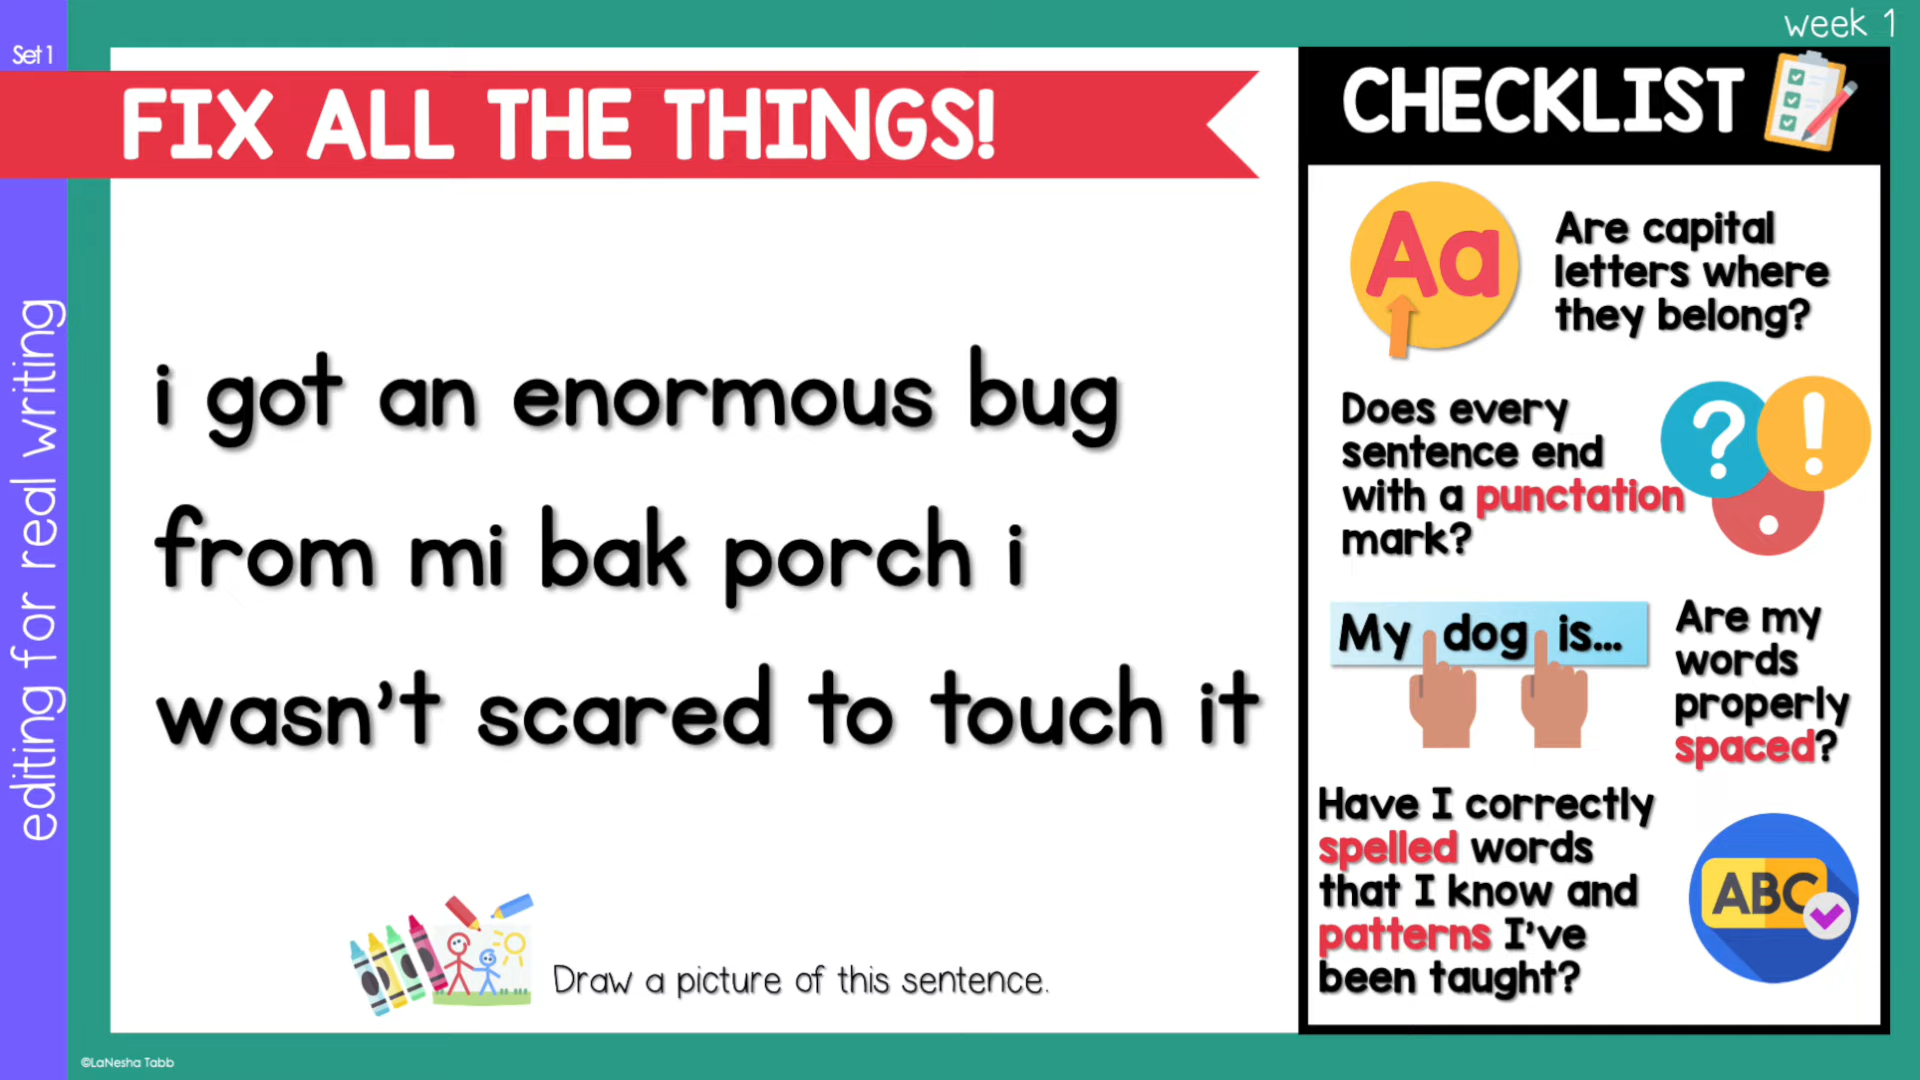 week 1
Set 1
FIX ALL THE THINGS!
editing for real writing
i got an enormous bug
from mi bak porch i
wasn't scared to touch it
Draw a picture of this sentence.
CHECKLIST
Aa
Are capital
letters where
they belong?
Does every
sentence end
with a punctation
mark?
? ! .
My dog is...
Are my
words
properly
spaced?
Have I correctly
spelled words
that I know and
patterns I've
been taught?
ABC
©LaNesha Tabb